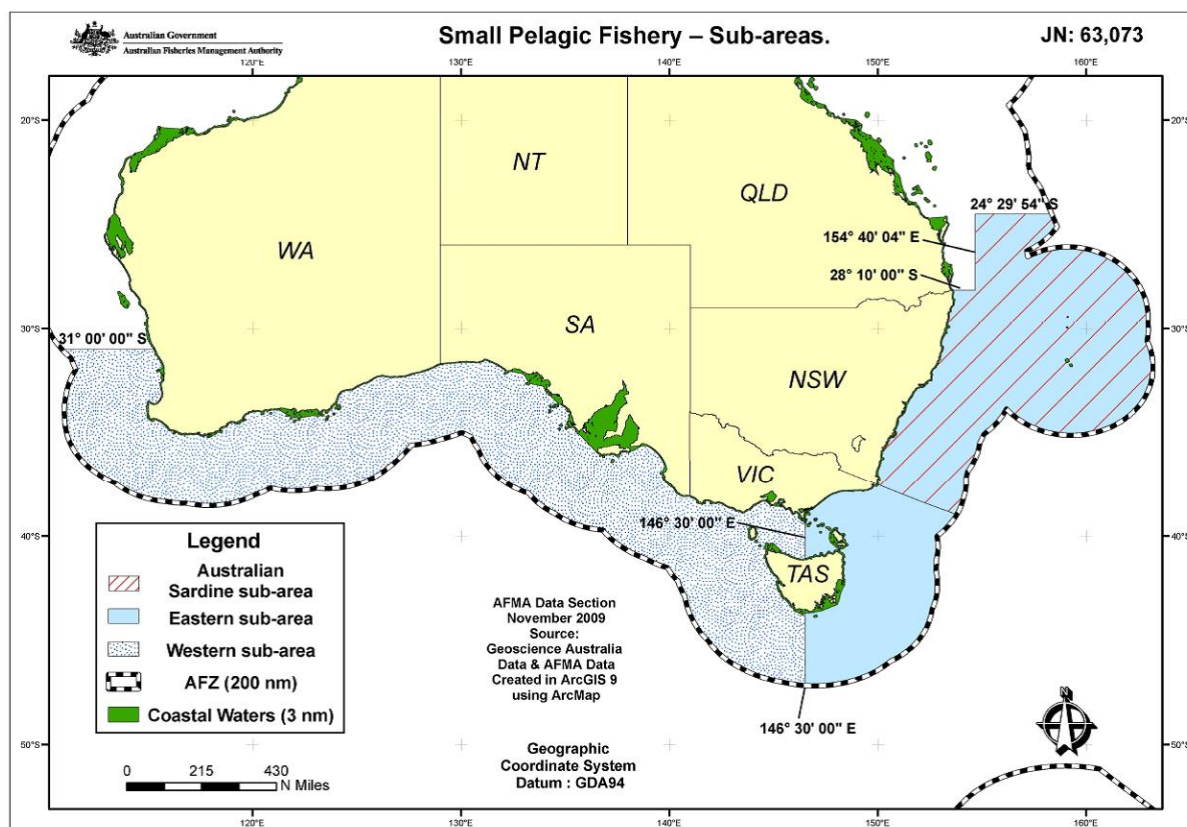 Australian Government
Australian Fisheries Management Authority
Small Pelagic Fishery – Sub-areas.
JN: 63,073
120°E
130°E
140°E
150°E
160°E
20°S
20°S
NT
QLD
24° 29' 54" S
154° 40' 04" E
WA
28° 10' 00" S
30°S
30°S
31° 00' 00" S
SA
NSW
VIC
146° 30' 00" E
40°S
40°S
TAS
Legend
Australian
Sardine sub-area
Eastern sub-area
Western sub-area
AFZ (200 nm)
Coastal Waters (3 nm)
AFMA Data Section
November 2009
Source:
Geoscience Australia
Data & AFMA Data
Created in ArcGIS 9
using ArcMap
146° 30' 00" E
N
50°S
50°S
Geographic
Coordinate System
Datum : GDA94
0 215 430
N Miles
120°E
130°E
140°E
150°E
160°E